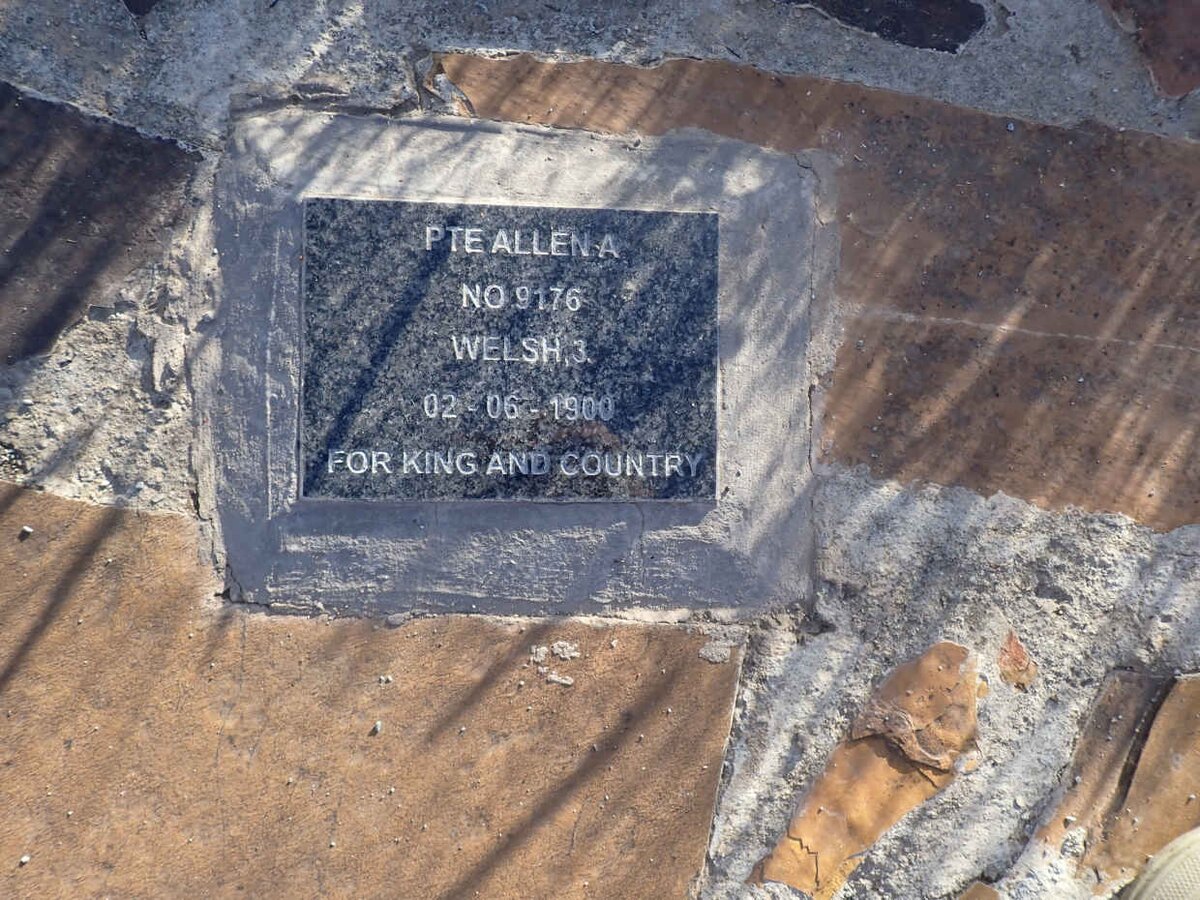 PTE ALLEN A
NO 9176
WELSH,3.
02 - 06 - 1900
FOR KING AND COUNTRY